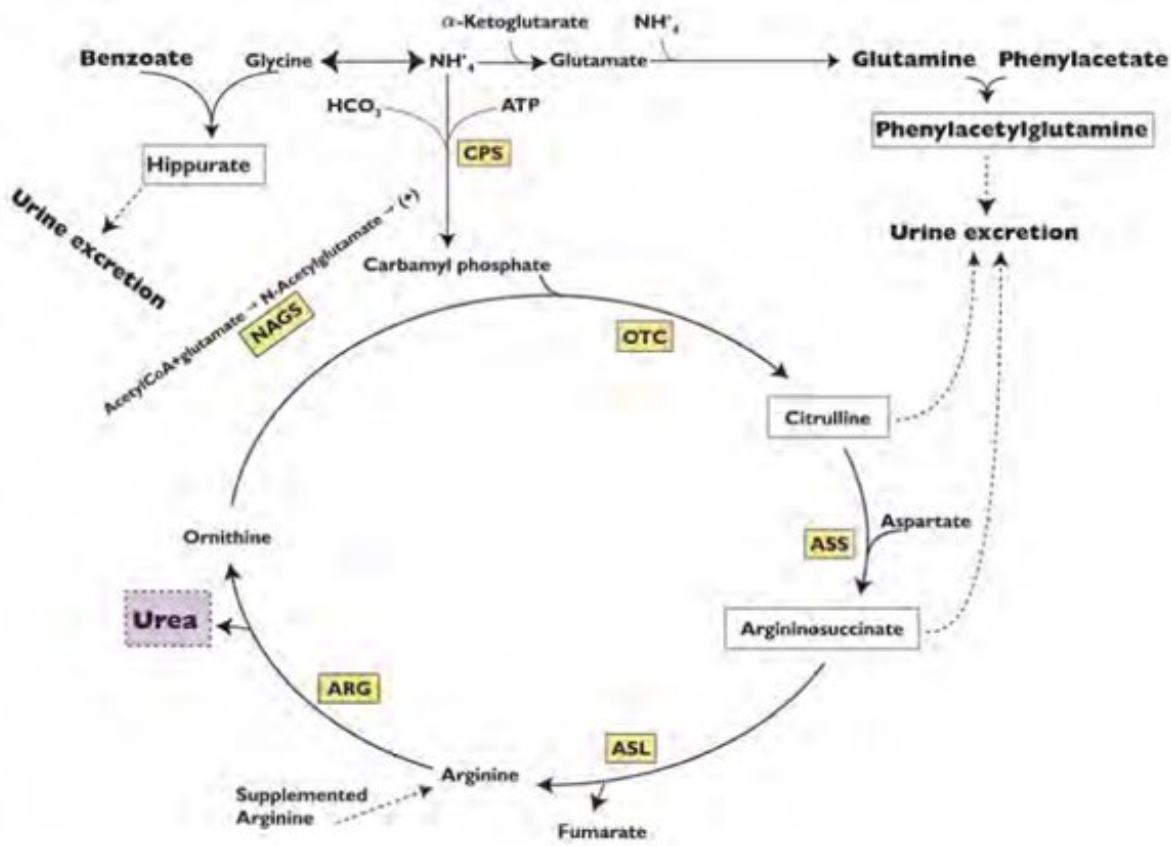 α-Ketoglutarate
NH⁺₄
Benzoate
Glycine
NH⁺₄
Glutamate
Glutamine
Phenylacetate
HCO₃
ATP
CPS
Phenylacetylglutamine
Hippurate
Urine excretion
Urine excretion
AcetylCoA+glutamate → N-Acetylglutamate → (+)
NAGS
Carbamyl phosphate
OTC
Citrulline
Aspartate
ASS
Ornithine
Urea
Argininosuccinate
ARG
ASL
Arginine
Supplemented
Arginine
Fumarate